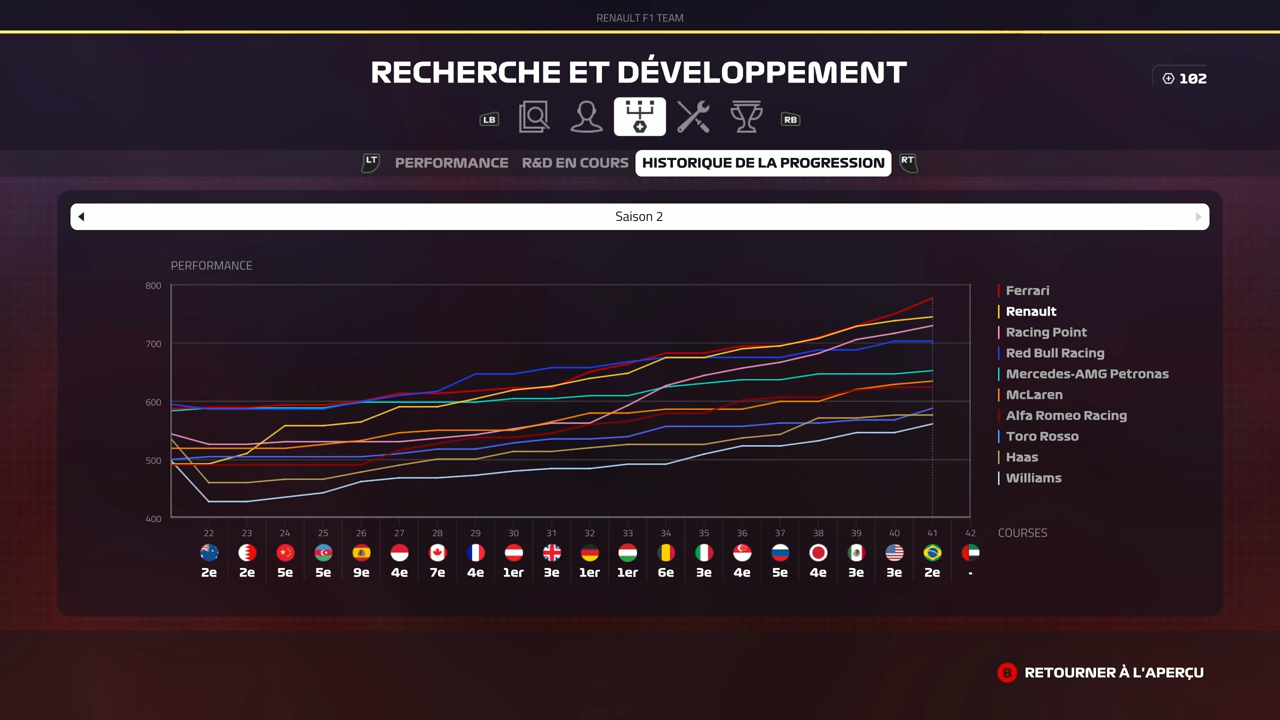 RENAULT F1 TEAM
RECHERCHE ET DÉVELOPPEMENT
102
LB
RB
LT PERFORMANCE R&D EN COURS HISTORIQUE DE LA PROGRESSION RT
Saison 2
PERFORMANCE
800
700
600
500
400
Ferrari
Renault
Racing Point
Red Bull Racing
Mercedes-AMG Petronas
McLaren
Alfa Romeo Racing
Toro Rosso
Haas
Williams
22 23 24 25 26 27 28 29 30 31 32 33 34 35 36 37 38 39 40 41 42 COURSES
2e 2e 5e 5e 9e 4e 7e 4e 1er 3e 1er 1er 6e 3e 4e 5e 4e 3e 3e 2e -
B RETOURNER À L'APERÇU